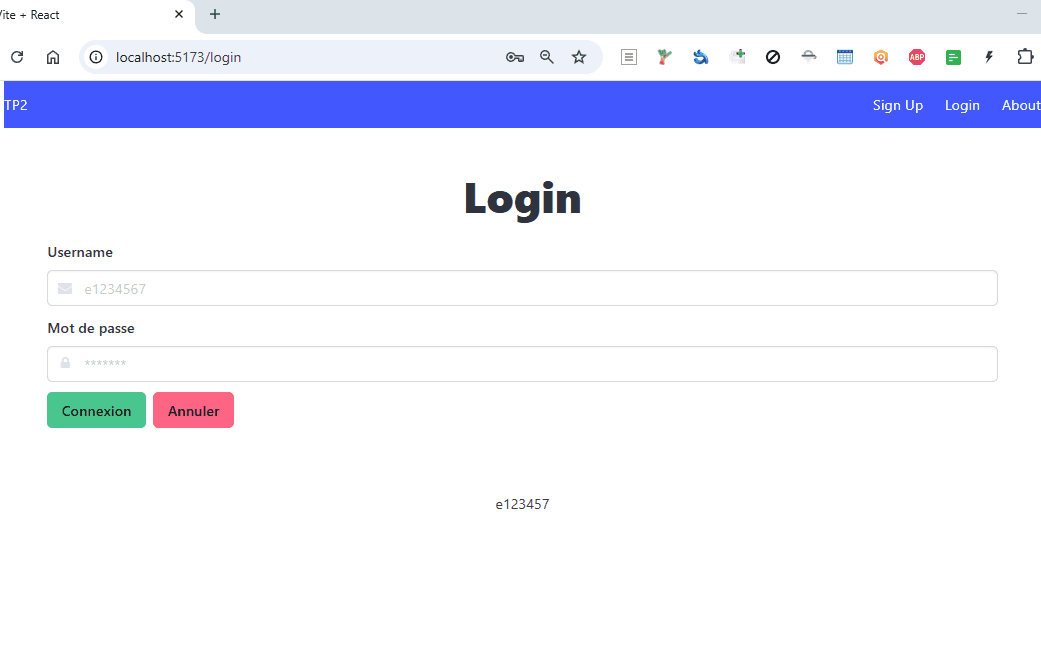 Vite + React
localhost:5173/login
ABP
TP2 Sign Up Login About
Login
Username
e1234567
Mot de passe
*******
Connexion Annuler
e123457